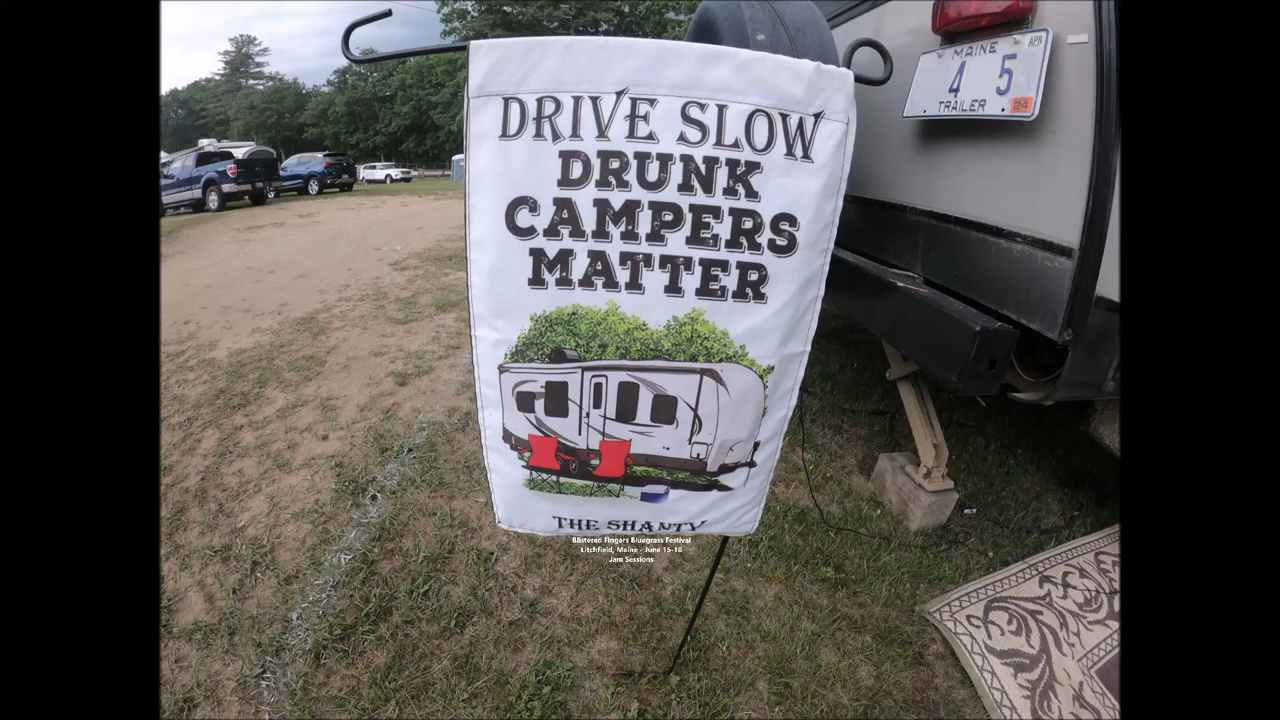 MAINE APR
4 5
TRAILER 24
DRIVE SLOW
DRUNK
CAMPERS
MATTER
THE SHANTY
Blistered Fingers Bluegrass Festival
Litchfield, Maine - June 16-18
Jam Sessions